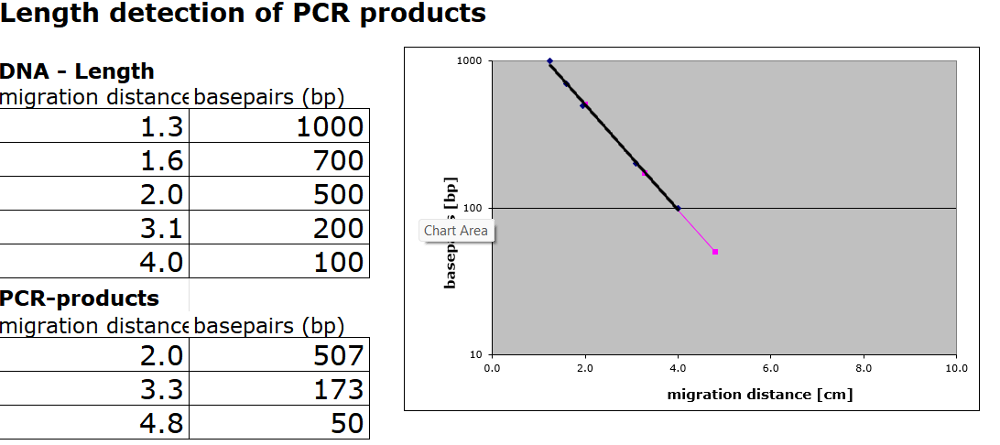 Length detection of PCR products
DNA - Length
migration distance basepairs (bp)
1.3 1000
1.6 700
2.0 500
3.1 200
4.0 100
PCR-products
migration distance basepairs (bp)
2.0 507
3.3 173
4.8 50
1000
100
10
basepairs [bp]
Chart Area
0.0 2.0 4.0 6.0 8.0 10.0
migration distance [cm]